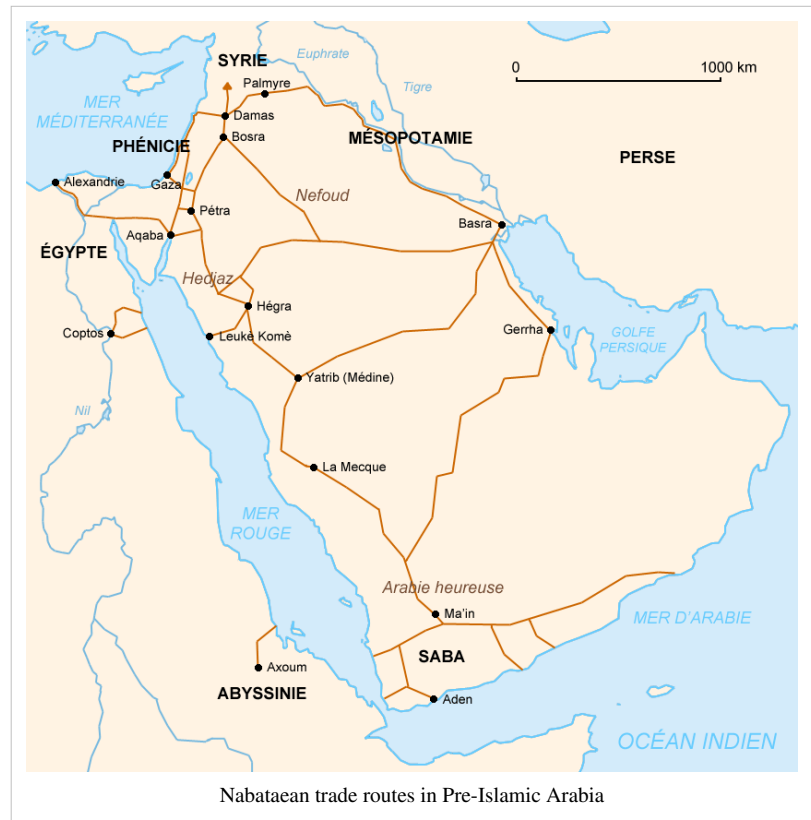 SYRIE
Euphrate
Palmyre
Tigre
0 1000 km
MER
MÉDITERRANÉE
Damas
Bosra
MÉSOPOTAMIE
PHÉNICIE
PERSE
Alexandrie
Gaza
Nefoud
Pétra
Basra
Aqaba
ÉGYPTE
Hedjaz
Hégra
Coptos
Leukè Komè
Gerrha
GOLFE
PERSIQUE
Yatrib (Médine)
Nil
La Mecque
MER
ROUGE
Arabie heureuse
Ma'in
MER D'ARABIE
SABA
Axoum
ABYSSINIE
Aden
OCÉAN INDIEN
Nabataean trade routes in Pre-Islamic Arabia